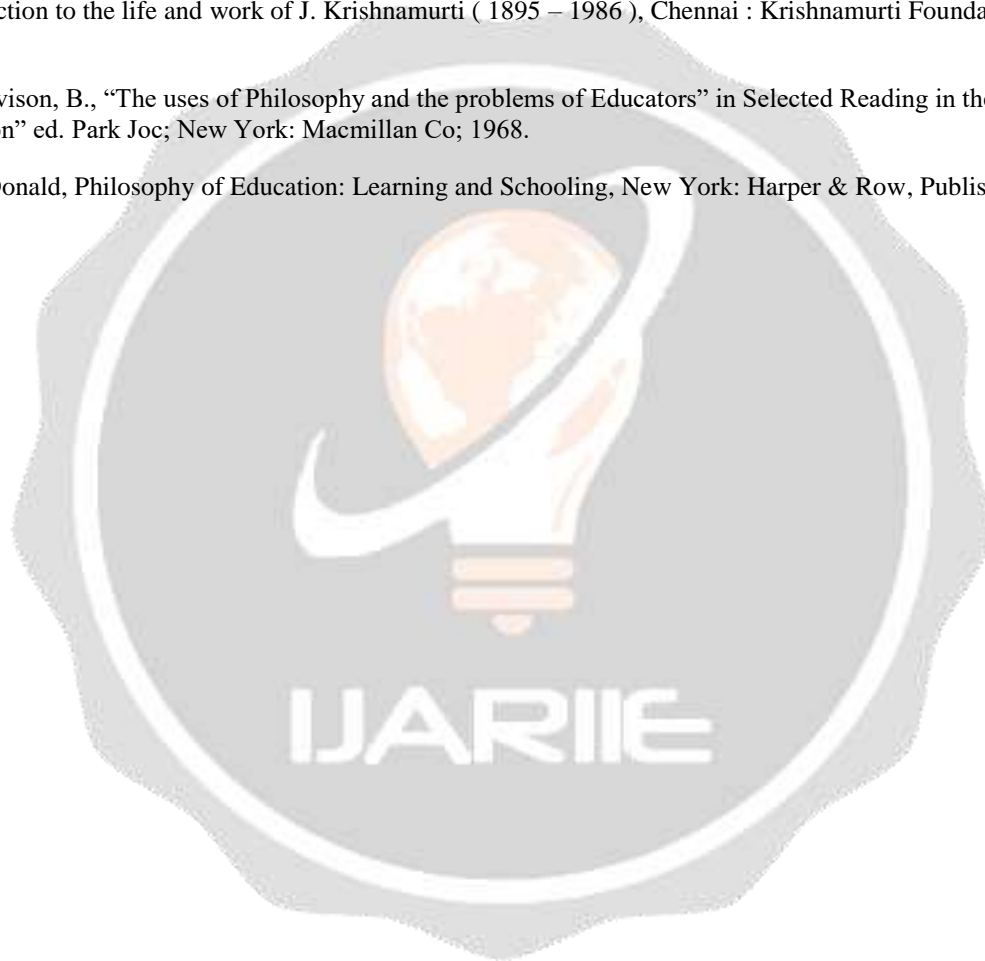 ction to the life and work of J. Krishnamurti ( 1895 – 1986 ), Chennai : Krishnamurti Founda
vison, B., “The uses of Philosophy and the problems of Educators” in Selected Reading in the
on” ed. Park Joc; New York: Macmillan Co; 1968.
Donald, Philosophy of Education: Learning and Schooling, New York: Harper & Row, Publis
IJARIIE